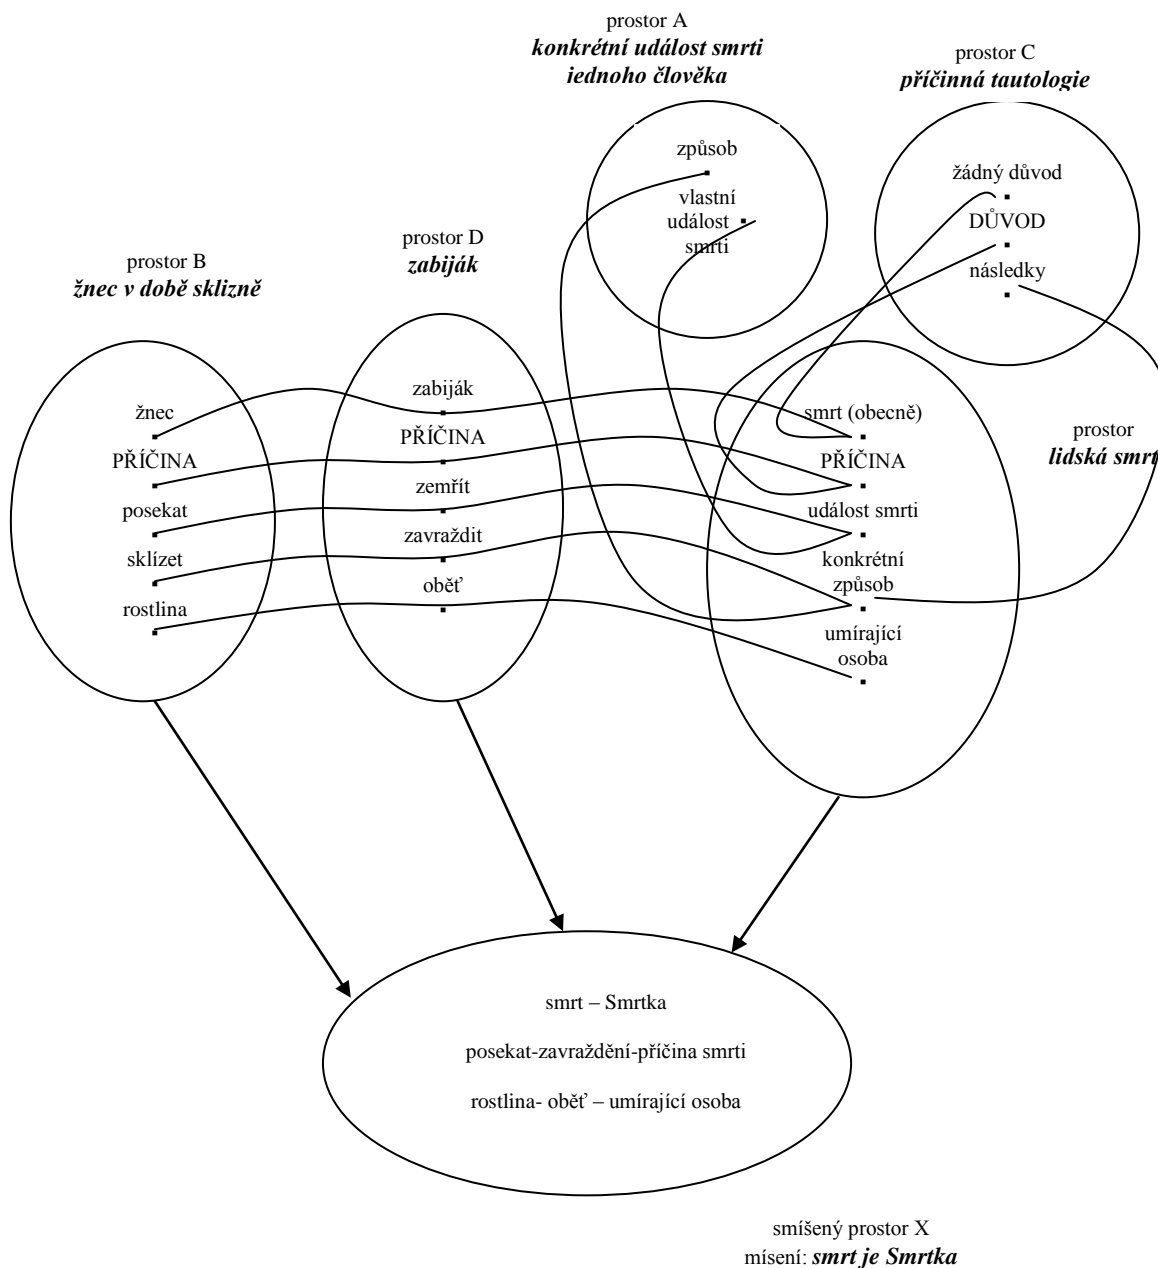 prostor A
konkrétní událost smrti
jednoho člověka
prostor C
příčinná tautologie
způsob
vlastní
událost
smrti
žádný důvod
DŮVOD
následky
prostor B
žnec v době sklizně
prostor D
zabiják
žnec
PŘÍČINA
posekat
sklízet
rostlina
zabiják
PŘÍČINA
zemřít
zavraždit
oběť
smrt (obecně)
PŘÍČINA
událost smrti
konkrétní
způsob
umírající
osoba
prostor
lidská smrt
smrt – Smrtka
posekat-zavraždění-příčina smrti
rostlina- oběť – umírající osoba
smíšený prostor X
mísení: smrt je Smrtka